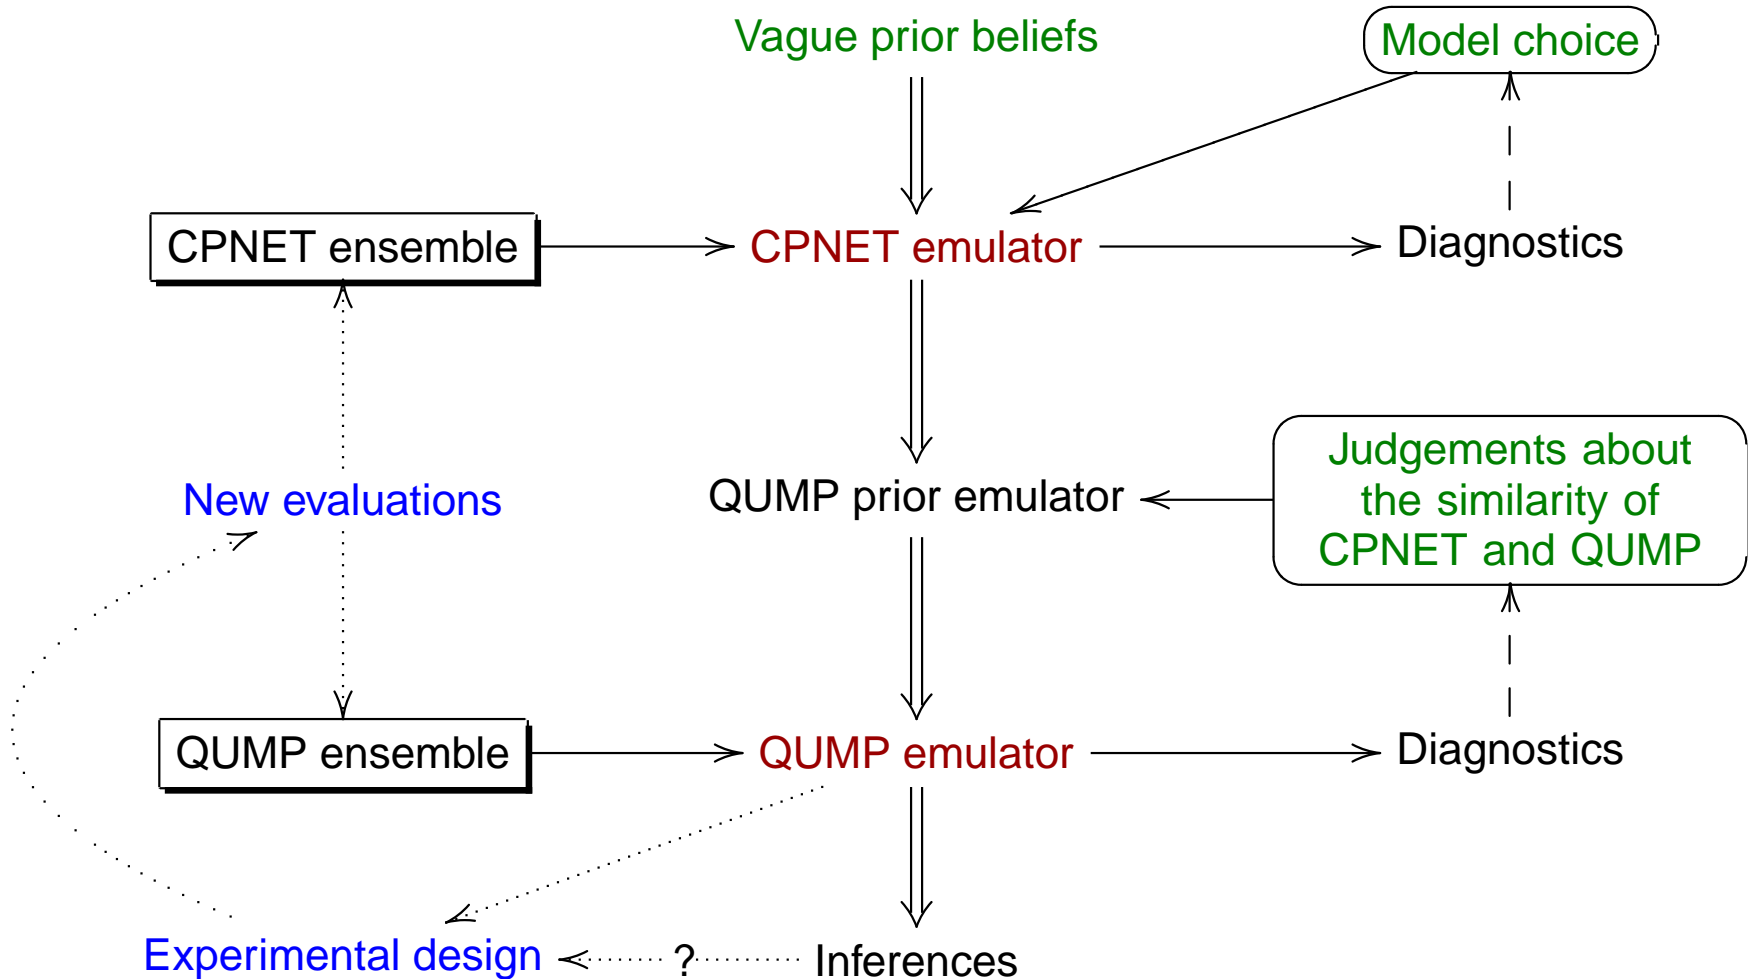 Vague prior beliefs
Model choice
CPNET ensemble
CPNET emulator
Diagnostics
New evaluations
QUMP prior emulator
Judgements about
the similarity of
CPNET and QUMP
QUMP ensemble
QUMP emulator
Diagnostics
Experimental design
?
Inferences